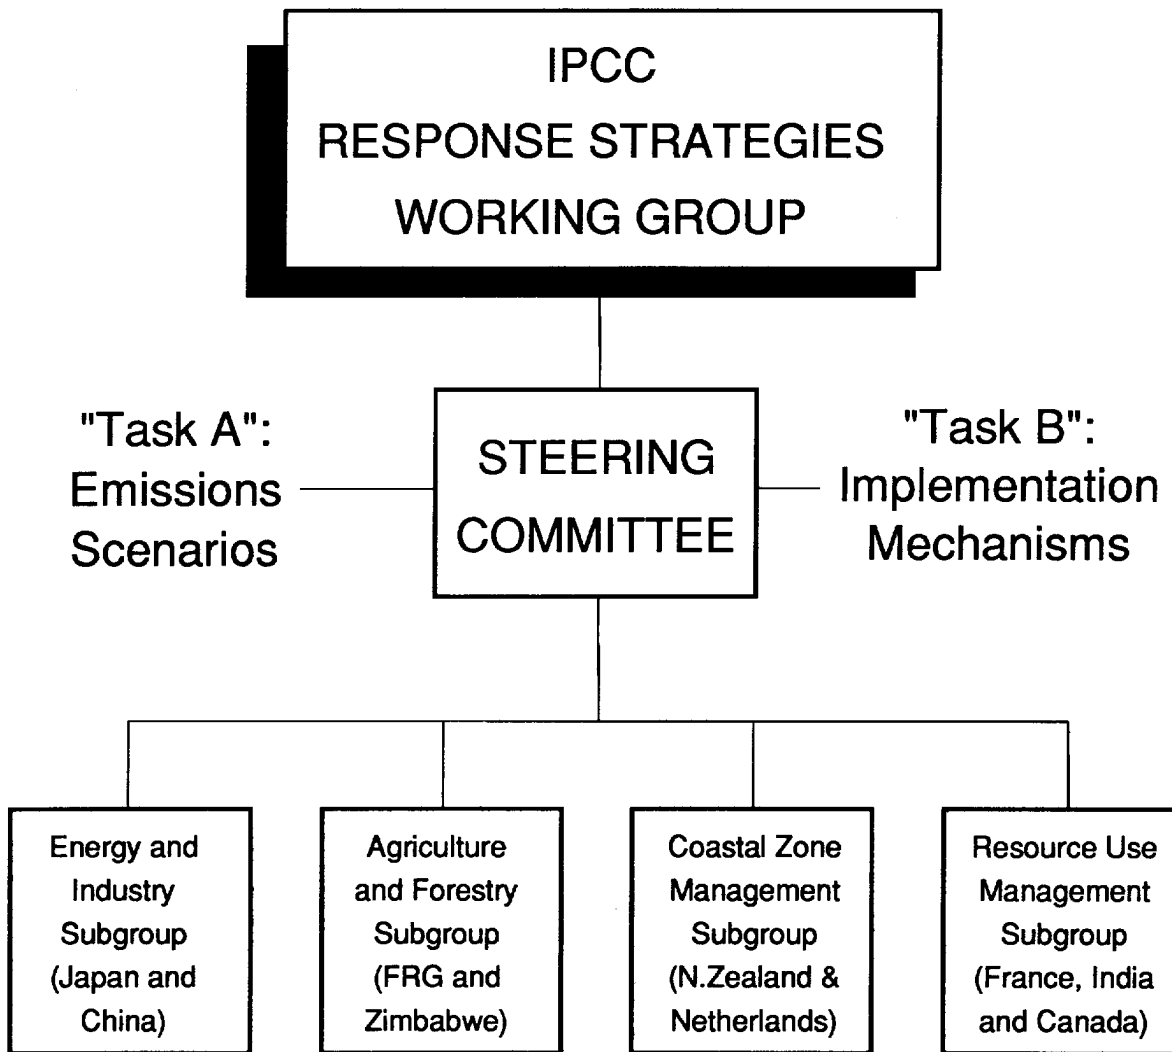 IPCC
RESPONSE STRATEGIES
WORKING GROUP
"Task A":
Emissions
Scenarios
STEERING
COMMITTEE
"Task B":
Implementation
Mechanisms
Energy and
Industry
Subgroup
(Japan and
China)
Agriculture
and Forestry
Subgroup
(FRG and
Zimbabwe)
Coastal Zone
Management
Subgroup
(N.Zealand &
Netherlands)
Resource Use
Management
Subgroup
(France, India
and Canada)